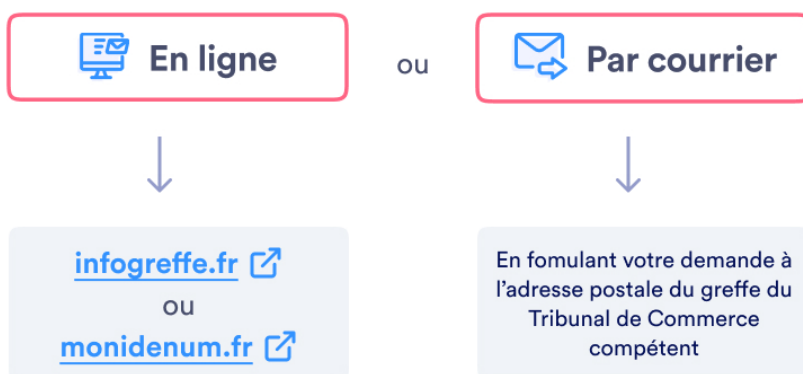 En ligne
ou
Par courrier
infogreffe.fr
ou
monidenum.fr
En fomulant votre demande à
l'adresse postale du greffe du
Tribunal de Commerce
compétent